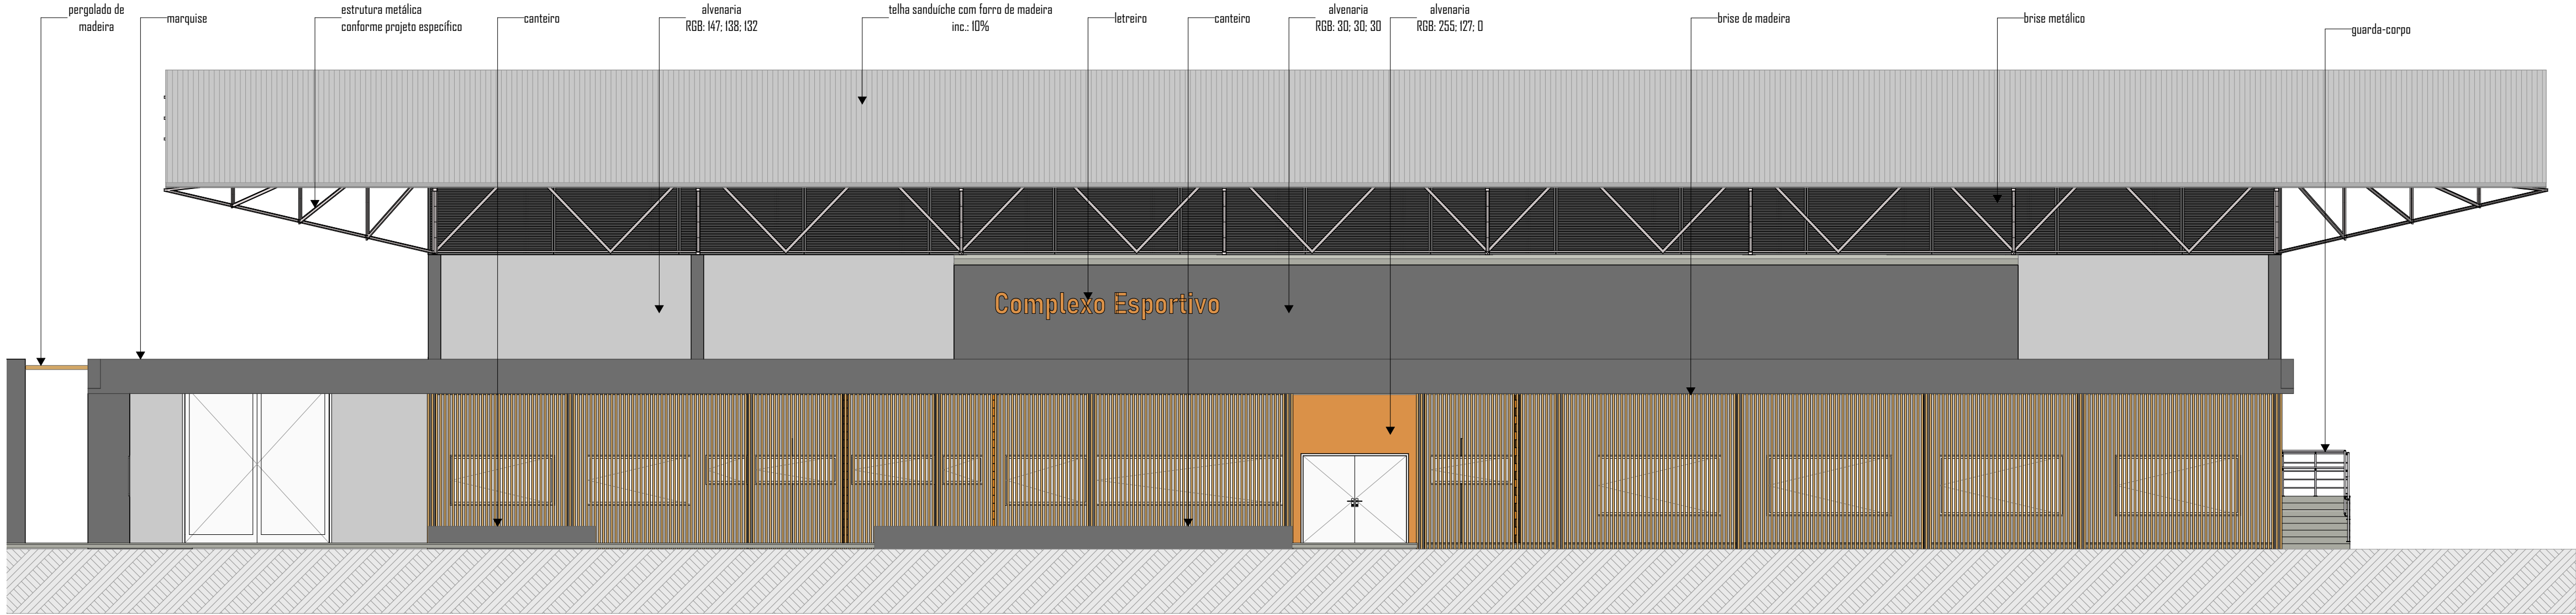 pergolado de
madeira
marquise
estrutura metálica
conforme projeto específico
canteiro
alvenaria
RGB: 147; 138; 132
telha sanduíche com forro de madeira
inc.: 10%
letreiro
canteiro
alvenaria
RGB: 30; 30; 30
alvenaria
RGB: 255; 127; 0
brise de madeira
brise metálico
guarda-corpo
Complexo Esportivo